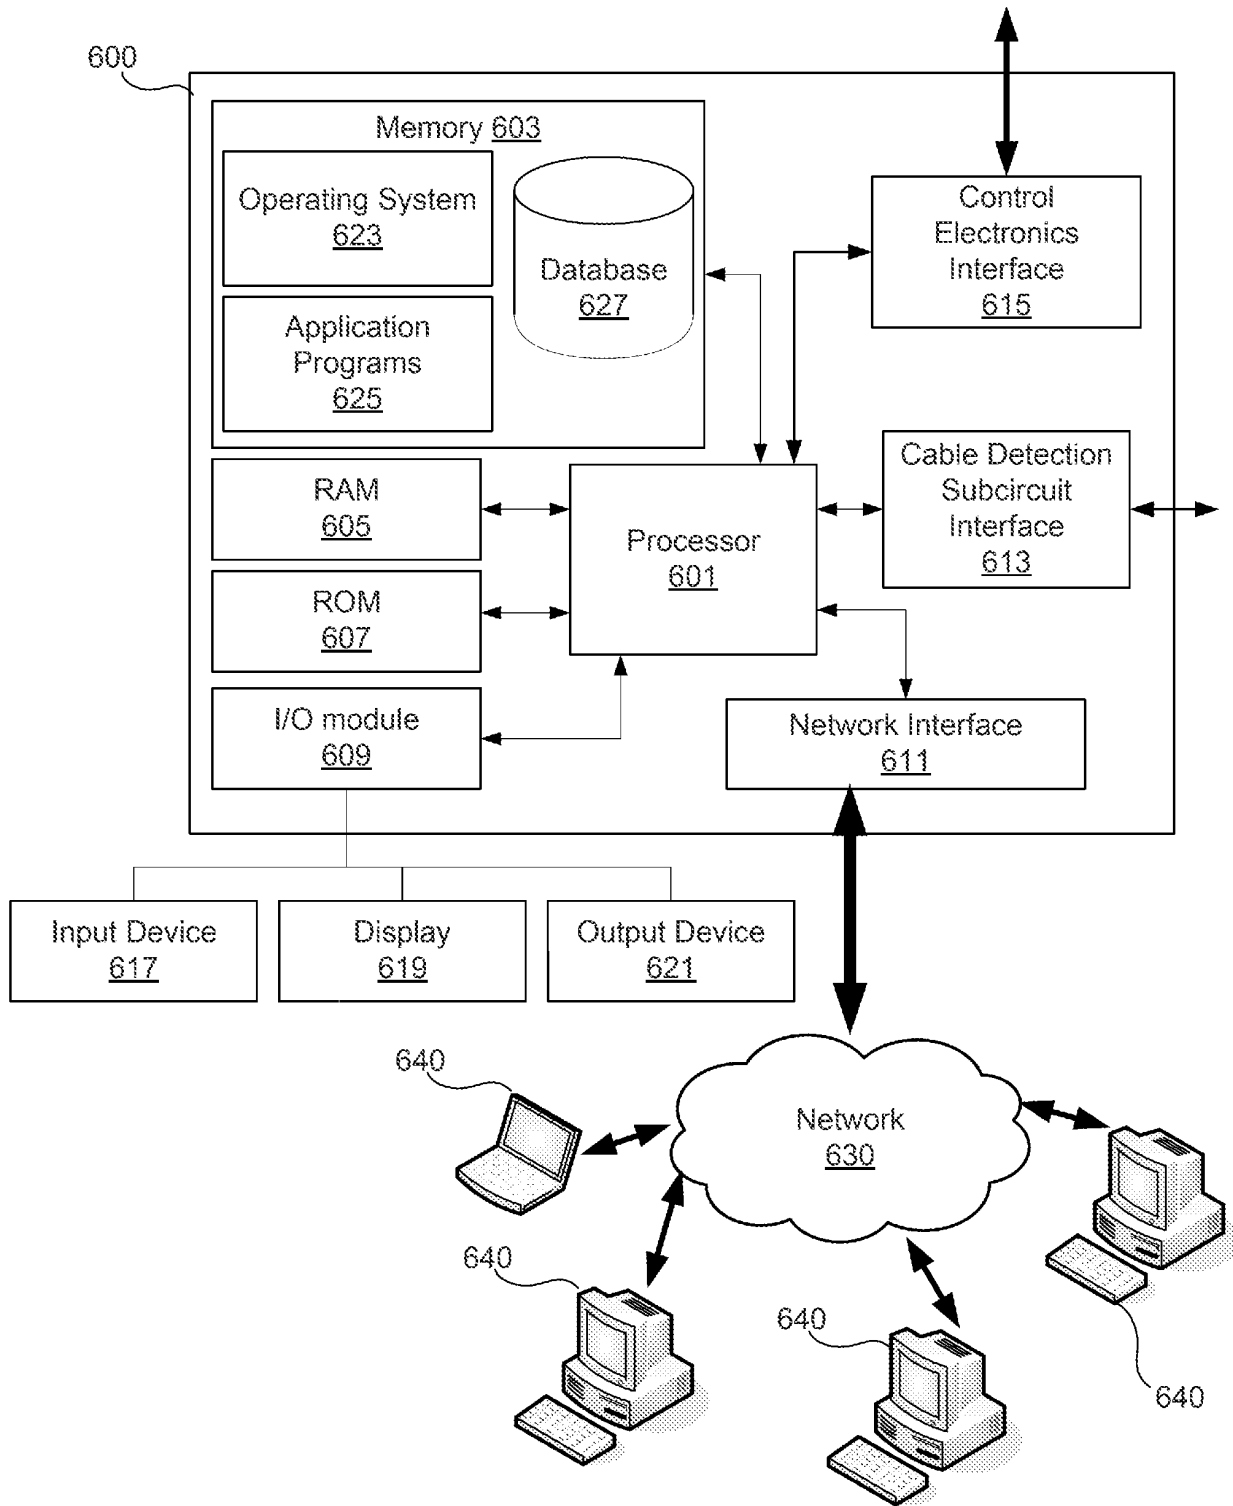 600
Memory 603
Operating System
623
Database
627
Application
Programs
625
Control
Electronics
Interface
615
RAM
605
Processor
601
Cable Detection
Subcircuit
Interface
613
ROM
607
I/O module
609
Network Interface
611
Input Device
617
Display
619
Output Device
621
640
Network
630
640
640
640